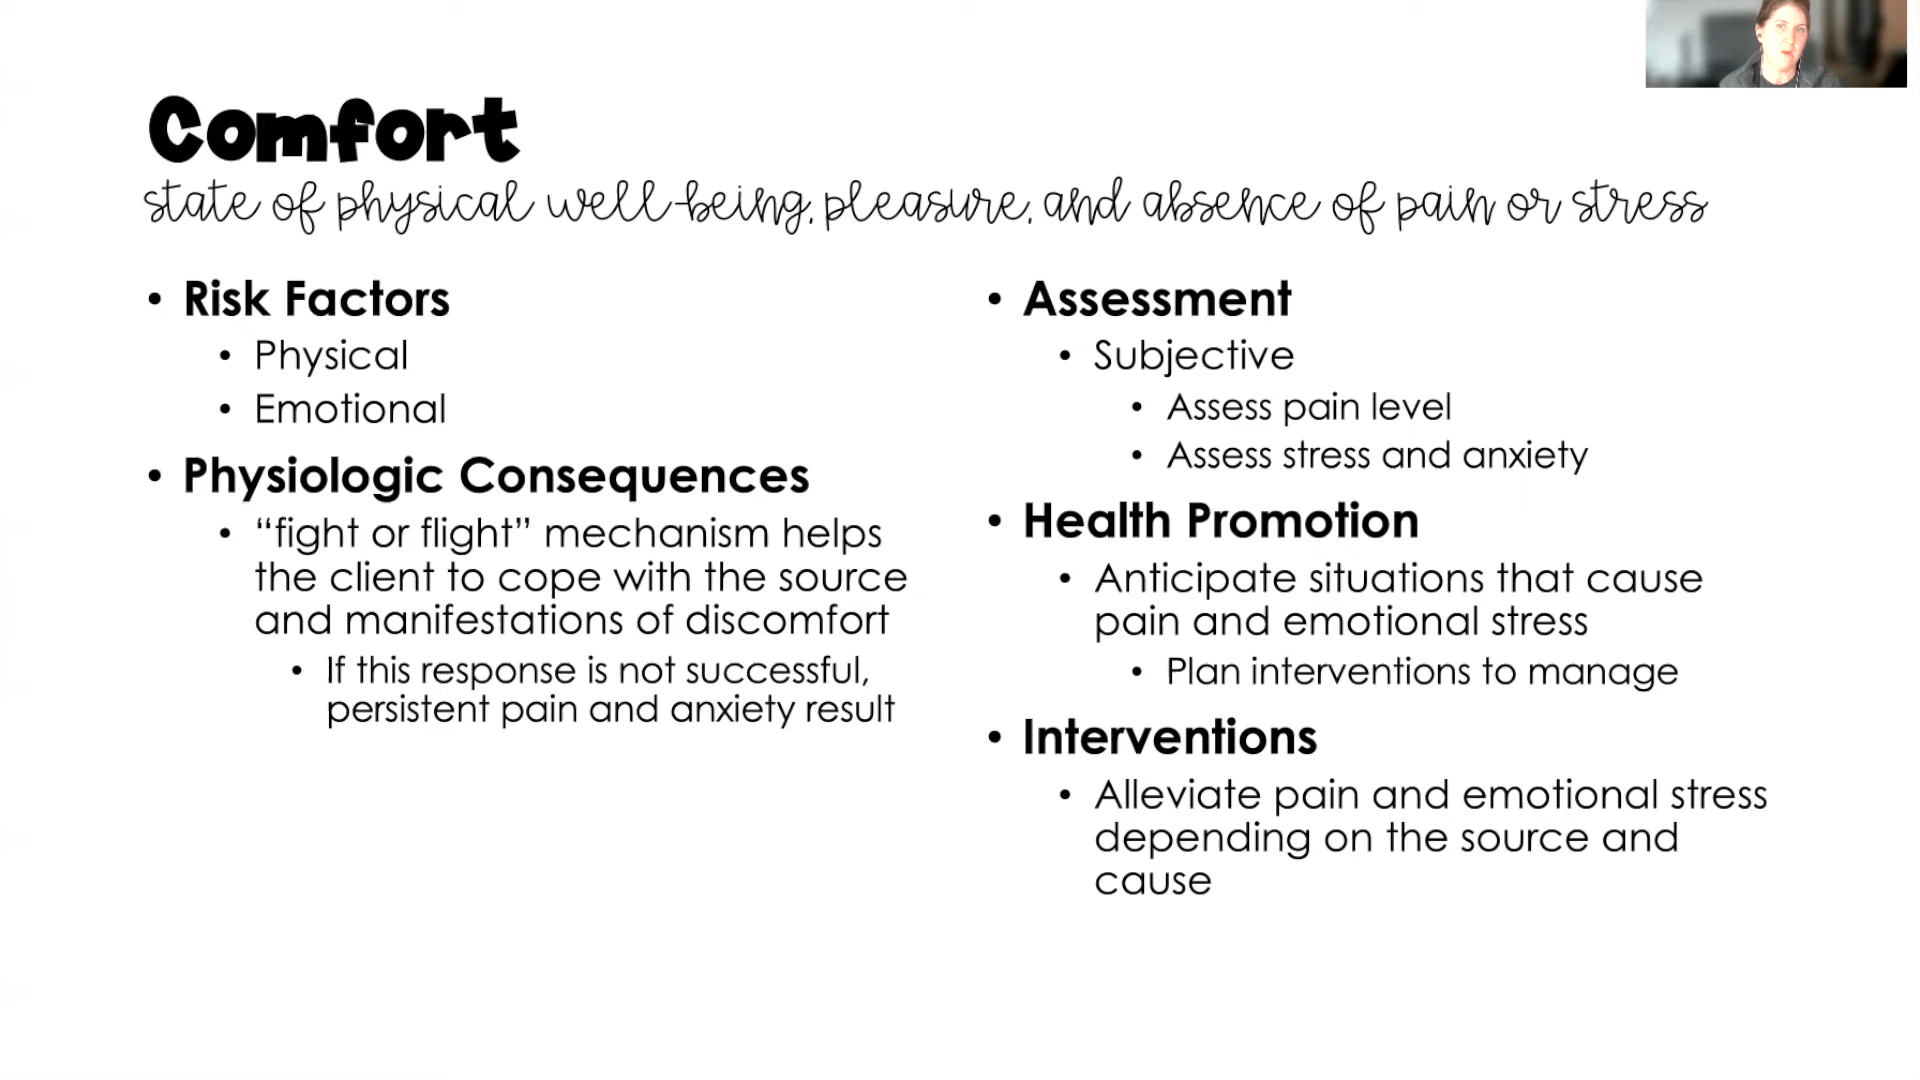 Comfort
state of physical well-being, pleasure, and absence of pain or stress
• Risk Factors
• Physical
• Emotional
• Physiologic Consequences
• “fight or flight” mechanism helps
the client to cope with the source
and manifestations of discomfort
• If this response is not successful,
persistent pain and anxiety result
• Assessment
• Subjective
• Assess pain level
• Assess stress and anxiety
• Health Promotion
• Anticipate situations that cause
pain and emotional stress
• Plan interventions to manage
• Interventions
• Alleviate pain and emotional stress
depending on the source and
cause